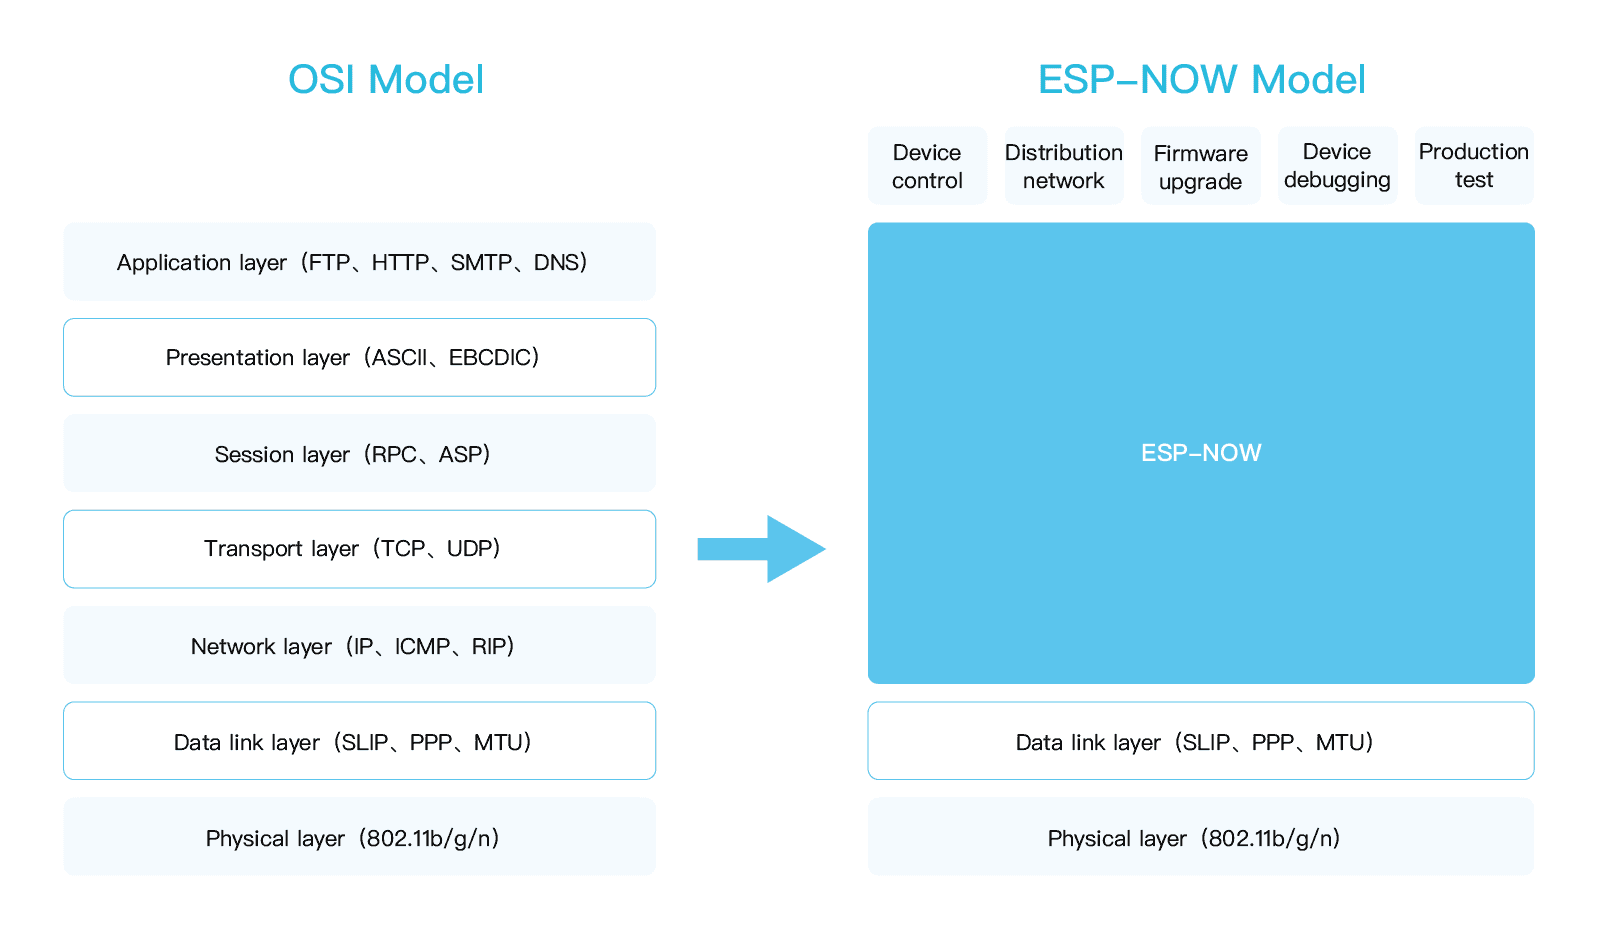 OSI Model
Application layer（FTP、HTTP、SMTP、DNS）
Presentation layer（ASCII、EBCDIC）
Session layer（RPC、ASP）
Transport layer（TCP、UDP）
Network layer（IP、ICMP、RIP）
Data link layer（SLIP、PPP、MTU）
Physical layer（802.11b/g/n）
ESP–NOW Model
Device
control
Distribution
network
Firmware
upgrade
Device
debugging
Production
test
ESP–NOW
Data link layer（SLIP、PPP、MTU）
Physical layer（802.11b/g/n）